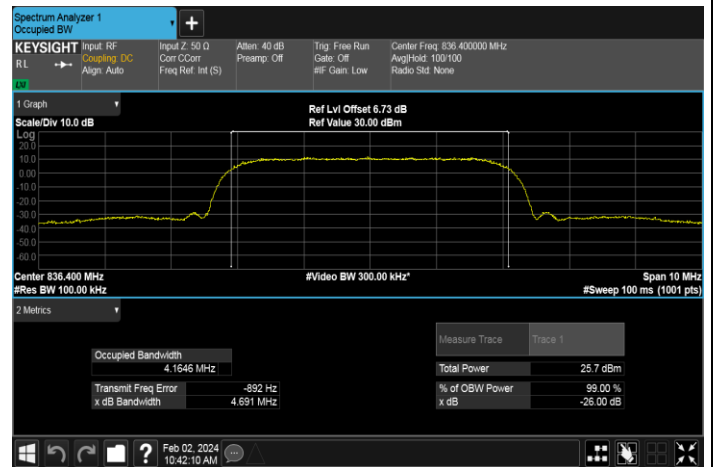 Spectrum Analyzer 1
Occupied BW
KEYSIGHT Input: RF Input Z: 50 Ω Atten: 40 dB Trig: Free Run Center Freq: 836.400000 MHz
RL Coupling: DC Corr CCorr Preamp: Off Gate: Off Avg|Hold: 100/100
Align: Auto Freq Ref: Int (S) #IF Gain: Low Radio Std: None
LXI
1 Graph
Ref Lvl Offset 6.73 dB
Scale/Div 10.0 dB Ref Value 30.00 dBm
Log
20.0
10.0
0.00
-10.0
-20.0
-30.0
-40.0
-50.0
-60.0
Center 836.400 MHz #Video BW 300.00 kHz* Span 10 MHz
#Res BW 100.00 kHz #Sweep 100 ms (1001 pts)
2 Metrics
Measure Trace Trace 1
Occupied Bandwidth
4.1646 MHz Total Power 25.7 dBm
Transmit Freq Error -892 Hz % of OBW Power 99.00 %
x dB Bandwidth 4.691 MHz x dB -26.00 dB
Feb 02, 2024
10:42:10 AM